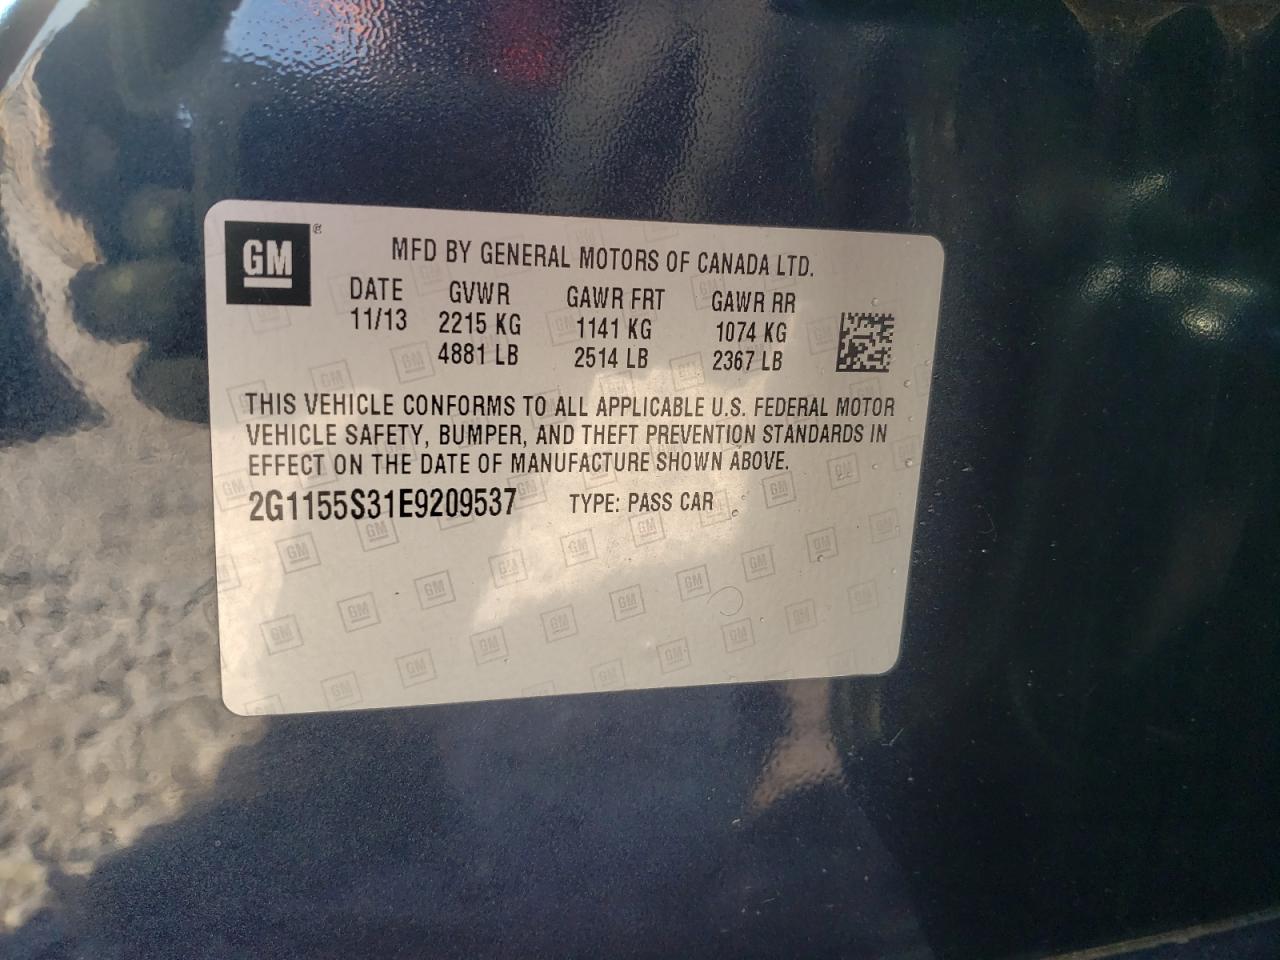 GM
MFD BY GENERAL MOTORS OF CANADA LTD.
DATE GVWR GAWR FRT GAWR RR
11/13 2215 KG 1141 KG 1074 KG
4881 LB 2514 LB 2367 LB
THIS VEHICLE CONFORMS TO ALL APPLICABLE U.S. FEDERAL MOTOR
VEHICLE SAFETY, BUMPER, AND THEFT PREVENTION STANDARDS IN
EFFECT ON THE DATE OF MANUFACTURE SHOWN ABOVE.
2G1155S31E9209537 TYPE: PASS CAR